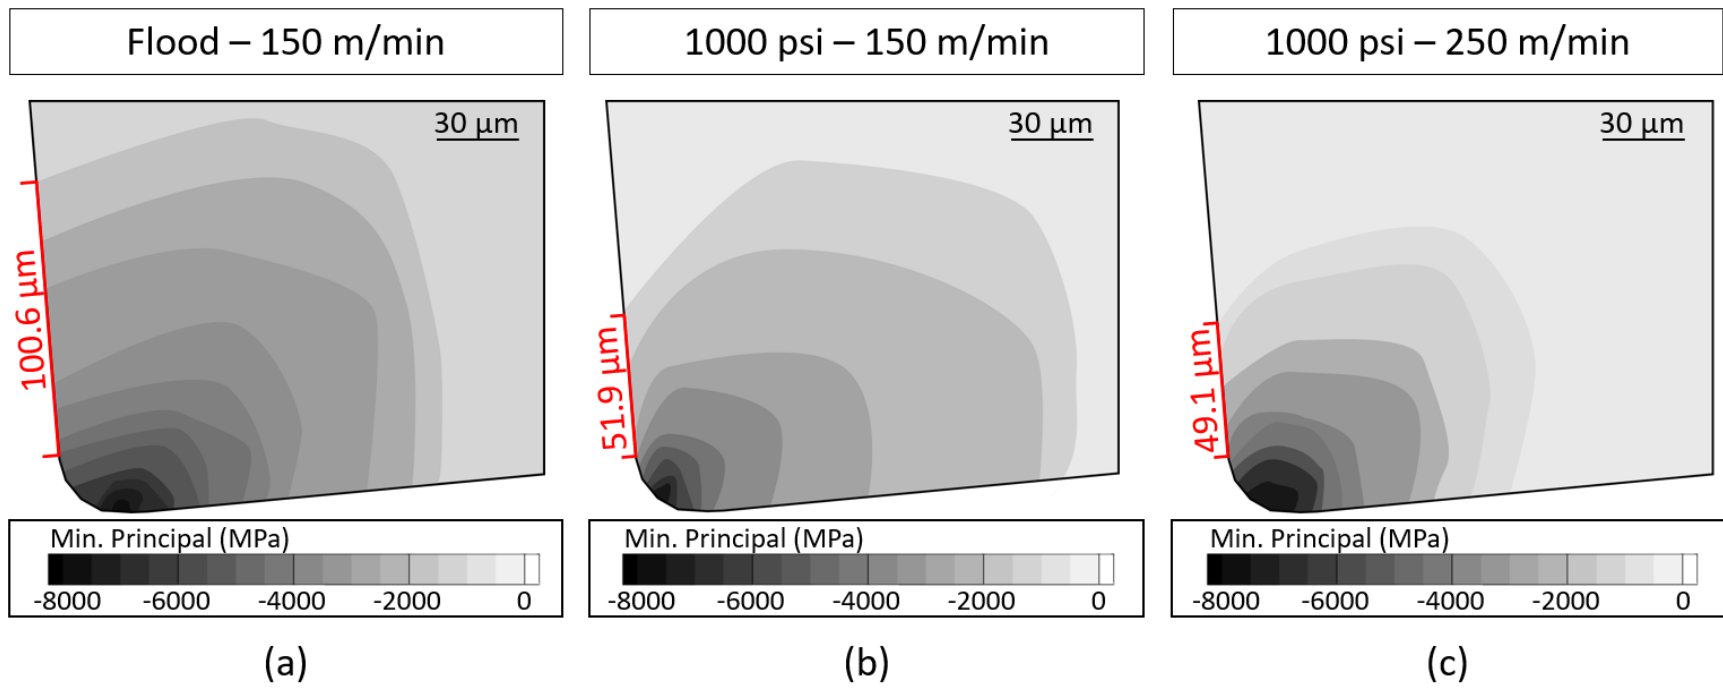 Flood – 150 m/min
1000 psi – 150 m/min
1000 psi – 250 m/min
30 µm
30 µm
30 µm
100.6 µm
51.9 µm
49.1 µm
Min. Principal (MPa)
-8000 -6000 -4000 -2000 0
Min. Principal (MPa)
-8000 -6000 -4000 -2000 0
Min. Principal (MPa)
-8000 -6000 -4000 -2000 0
(a)
(b)
(c)